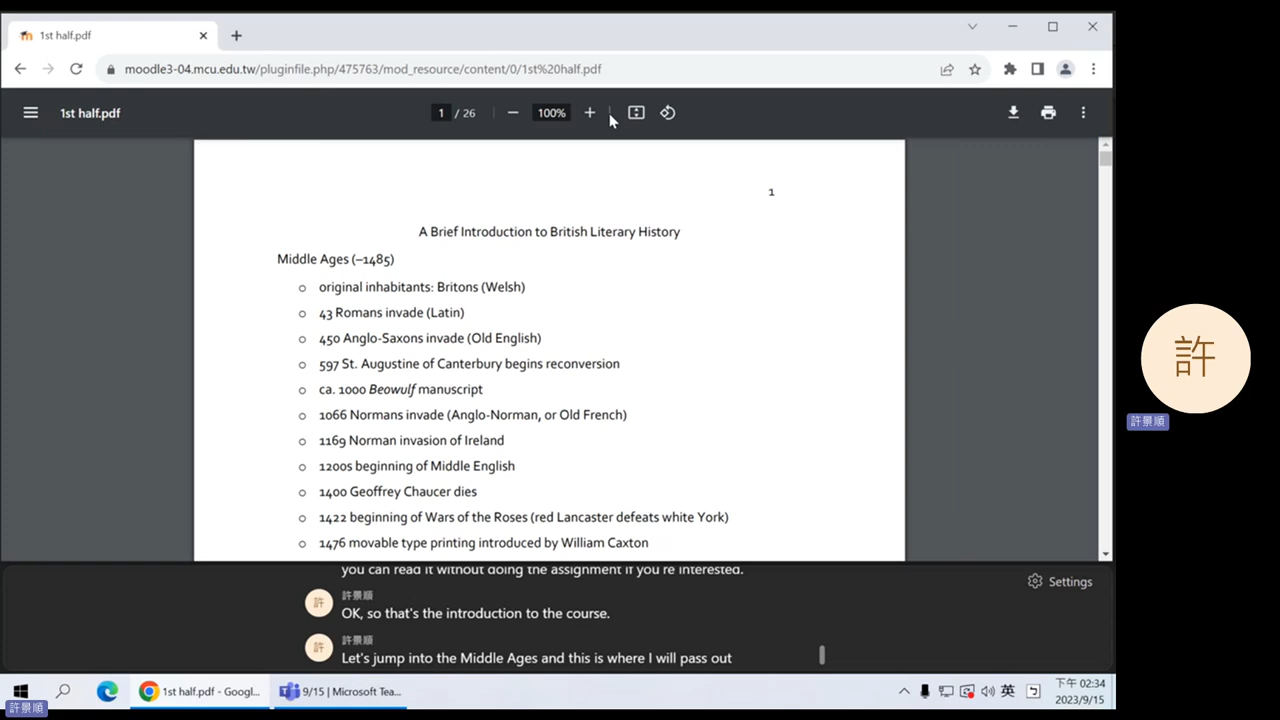 1st half.pdf
moodle3-04.mcu.edu.tw/pluginfile.php/475763/mod_resource/content/0/1st%20half.pdf
1st half.pdf
1 / 26
100%
1
A Brief Introduction to British Literary History
Middle Ages (–1485)
o original inhabitants: Britons (Welsh)
o 43 Romans invade (Latin)
o 450 Anglo-Saxons invade (Old English)
o 597 St. Augustine of Canterbury begins reconversion
o ca. 1000 Beowulf manuscript
o 1066 Normans invade (Anglo-Norman, or Old French)
o 1169 Norman invasion of Ireland
o 1200s beginning of Middle English
o 1400 Geoffrey Chaucer dies
o 1422 beginning of Wars of the Roses (red Lancaster defeats white York)
o 1476 movable type printing introduced by William Caxton
許
許景順
you can read it without doing the assignment if you're interested.
Settings
許
許景順
OK, so that's the introduction to the course.
許
許景順
Let's jump into the Middle Ages and this is where I will pass out
1st half.pdf - Googl...
9/15 | Microsoft Tea...
英
ㄅ
下午 02:34
2023/9/15
許景順